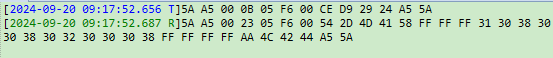 [2024-09-20 09:17:52.656 T]5A A5 00 0B 05 F6 00 CE D9 29 24 A5 5A
[2024-09-20 09:17:52.687 R]5A A5 00 23 05 F6 00 54 2D 4D 41 58 FF FF FF 31 30 38 30
30 38 30 32 30 30 30 38 FF FF FF FF AA 4C 42 44 A5 5A